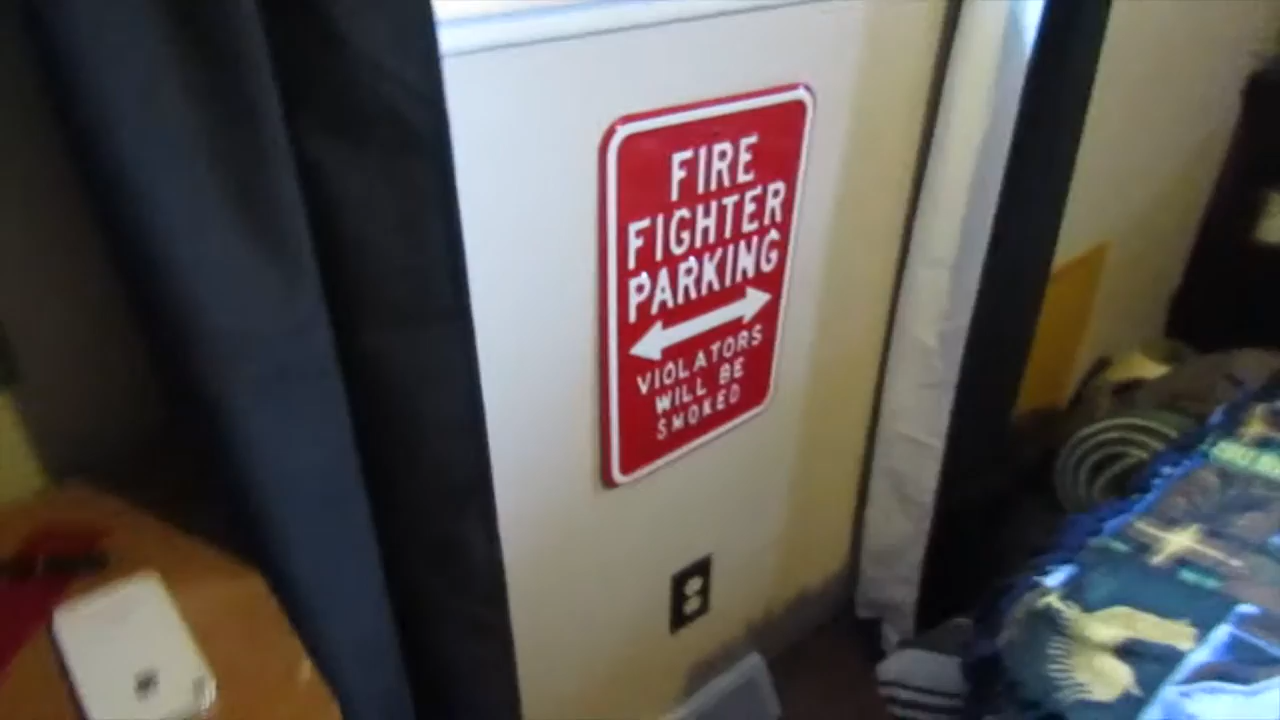 FIRE
FIGHTER
PARKING
VIOLATORS
WILL BE
SMOKED